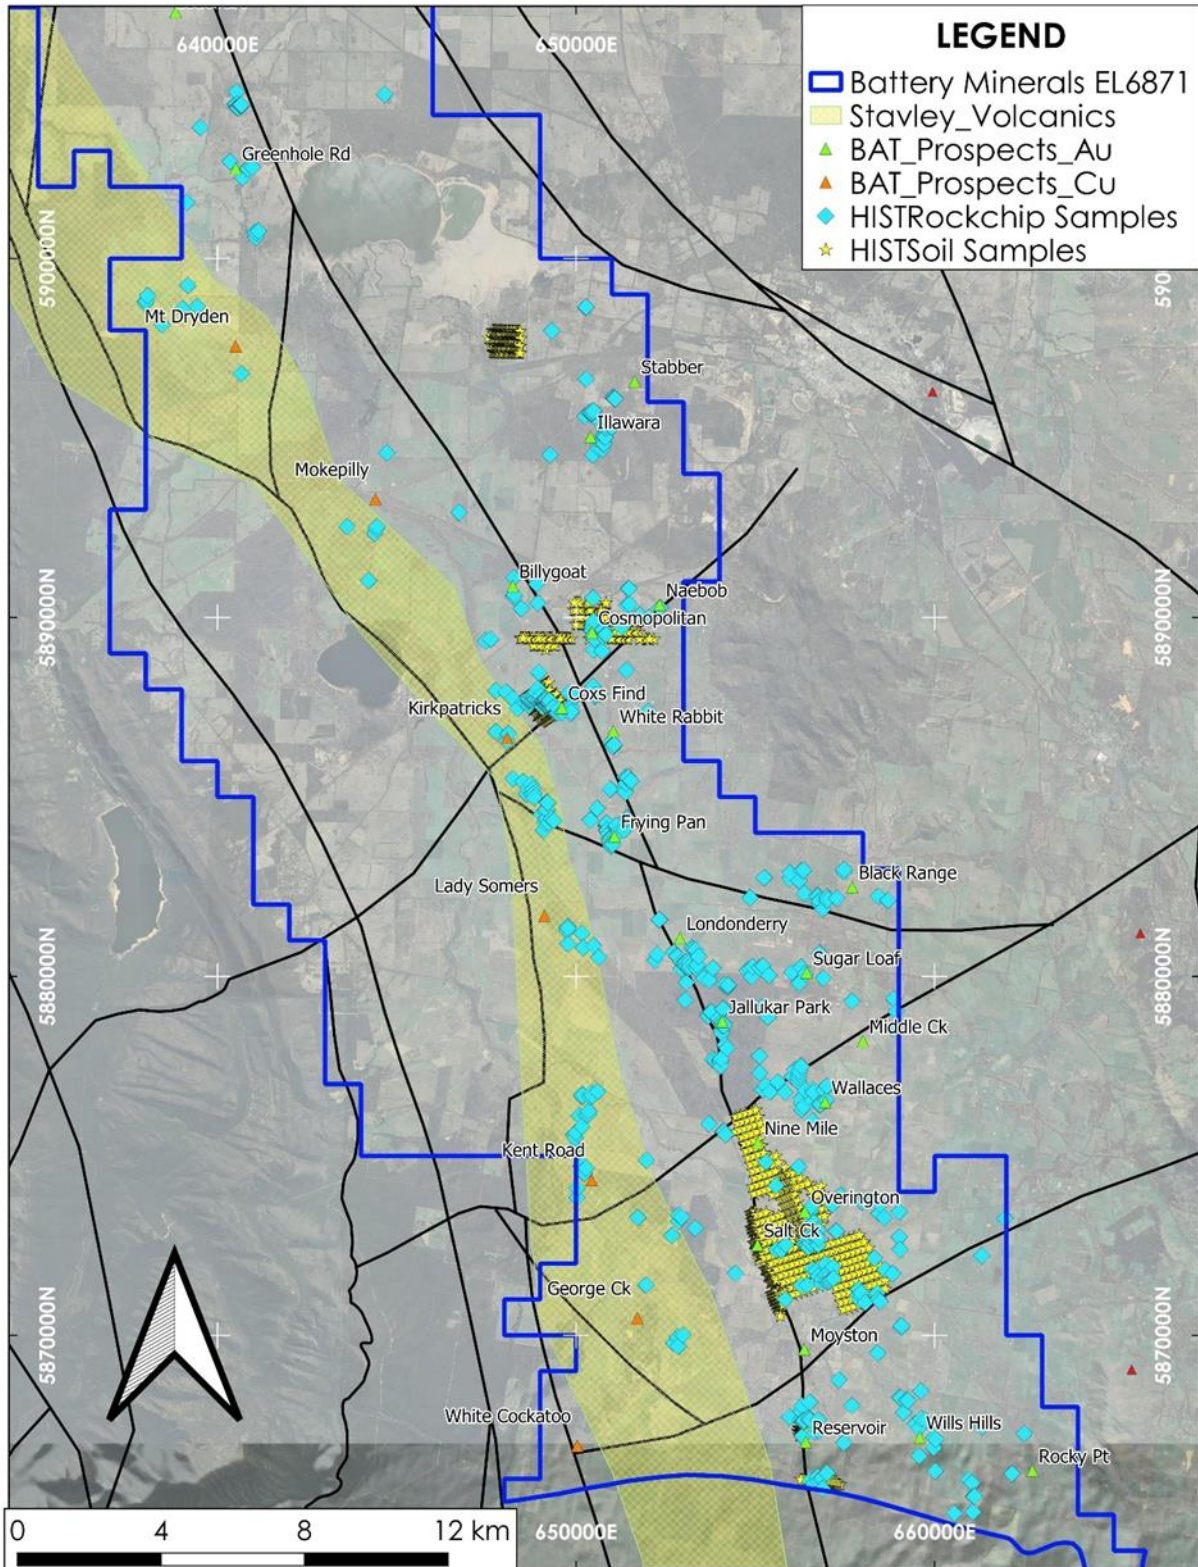 640000E
650000E
LEGEND
Battery Minerals EL6871
Stavley_Volcanics
BAT_Prospects_Au
BAT_Prospects_Cu
HISTRockchip Samples
HISTSoil Samples
Greenhole Rd
5900000N
Mt Dryden
Stabber
Illawara
Mokepilly
Billygoat
Naebob
5890000N
Cosmopolitan
5890000N
Coxs Find
Kirkpatricks
White Rabbit
Frying Pan
Black Range
Lady Somers
Londonderry
Sugar Loaf
5880000N
5880000N
Jallukar Park
Middle Ck
Wallaces
Nine Mile
Kent Road
Overington
Salt Ck
George Ck
5870000N
Moyston
5870000N
White Cockatoo
Reservoir
Wills Hills
Rocky Pt
0 4 8 12 km
650000E
660000E